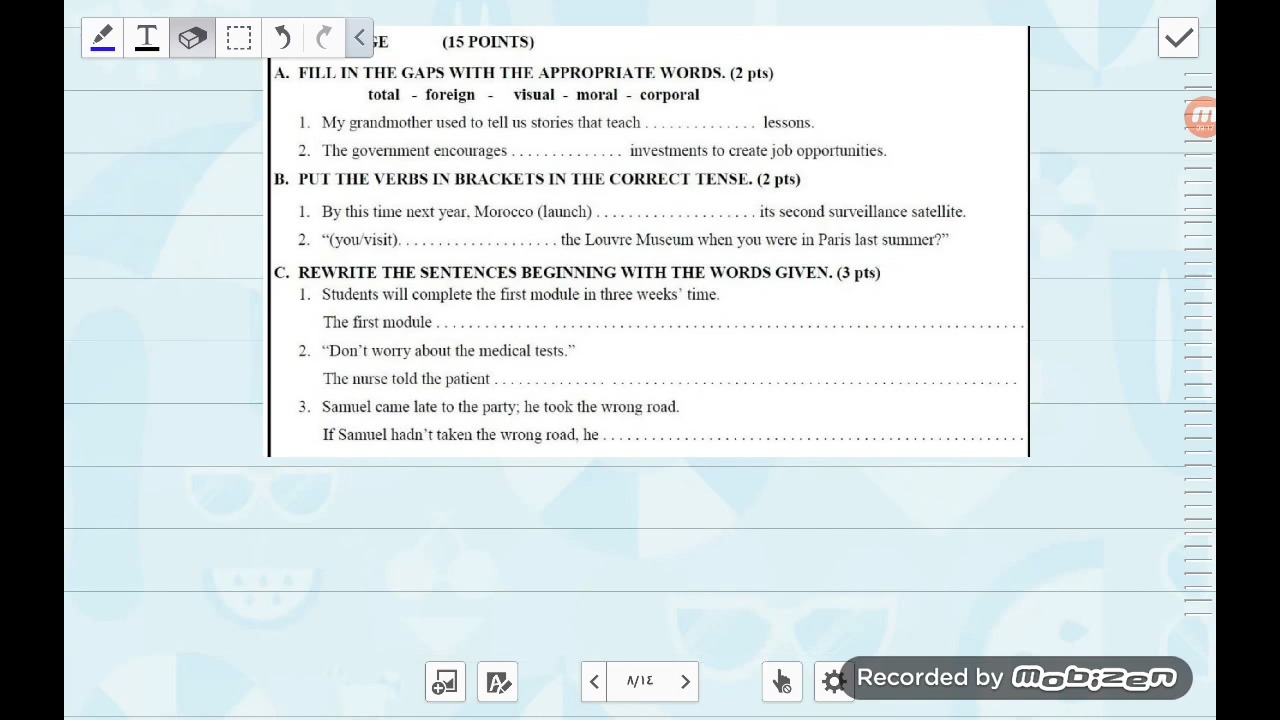 T
GE (15 POINTS)
A. FILL IN THE GAPS WITH THE APPROPRIATE WORDS. (2 pts)
total - foreign - visual - moral - corporal
1. My grandmother used to tell us stories that teach . . . . . . . . . . . . . . lessons.
2. The government encourages . . . . . . . . . . . . . . investments to create job opportunities.
B. PUT THE VERBS IN BRACKETS IN THE CORRECT TENSE. (2 pts)
1. By this time next year, Morocco (launch) . . . . . . . . . . . . . . . . . . . . its second surveillance satellite.
2. “(you/visit). . . . . . . . . . . . . . . . . . . . the Louvre Museum when you were in Paris last summer?”
C. REWRITE THE SENTENCES BEGINNING WITH THE WORDS GIVEN. (3 pts)
1. Students will complete the first module in three weeks’ time.
The first module . . . . . . . . . . . . . . . . . . . . . . . . . . . . . . . . . . . . . . . .
2. “Don’t worry about the medical tests.”
The nurse told the patient . . . . . . . . . . . . . . . . . . . . . . . . . . . . . . . . . . . . . . . .
3. Samuel came late to the party; he took the wrong road.
If Samuel hadn’t taken the wrong road, he . . . . . . . . . . . . . . . . . . . . . . . . . . . . . . . . . . . . . . . .
٨/١٤
Recorded by mobizen